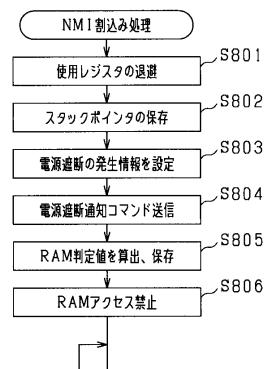 NMI割込み処理
使用レジスタの退避
S801
スタックポインタの保存
S802
電源遮断の発生情報を設定
S803
電源遮断通知コマンド送信
S804
RAM判定値を算出、保存
S805
RAMアクセス禁止
S806